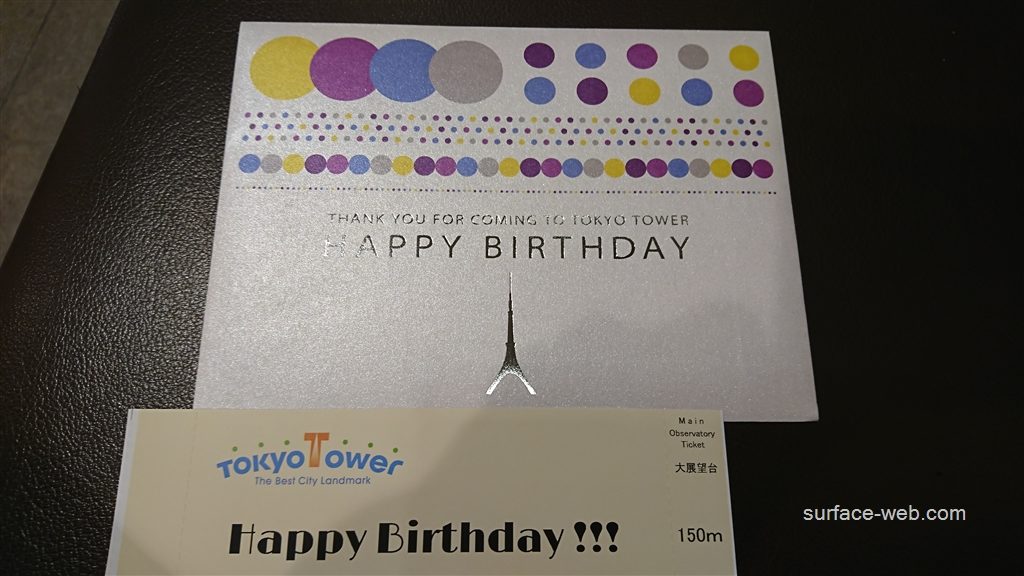 THANK YOU FOR COMING TO TOKYO TOWER
HAPPY BIRTHDAY
TOKYO TOWER
The Best City Landmark
Happy Birthday !!!
Main
Observatory
Ticket
大展望台
150m
surface-web.com